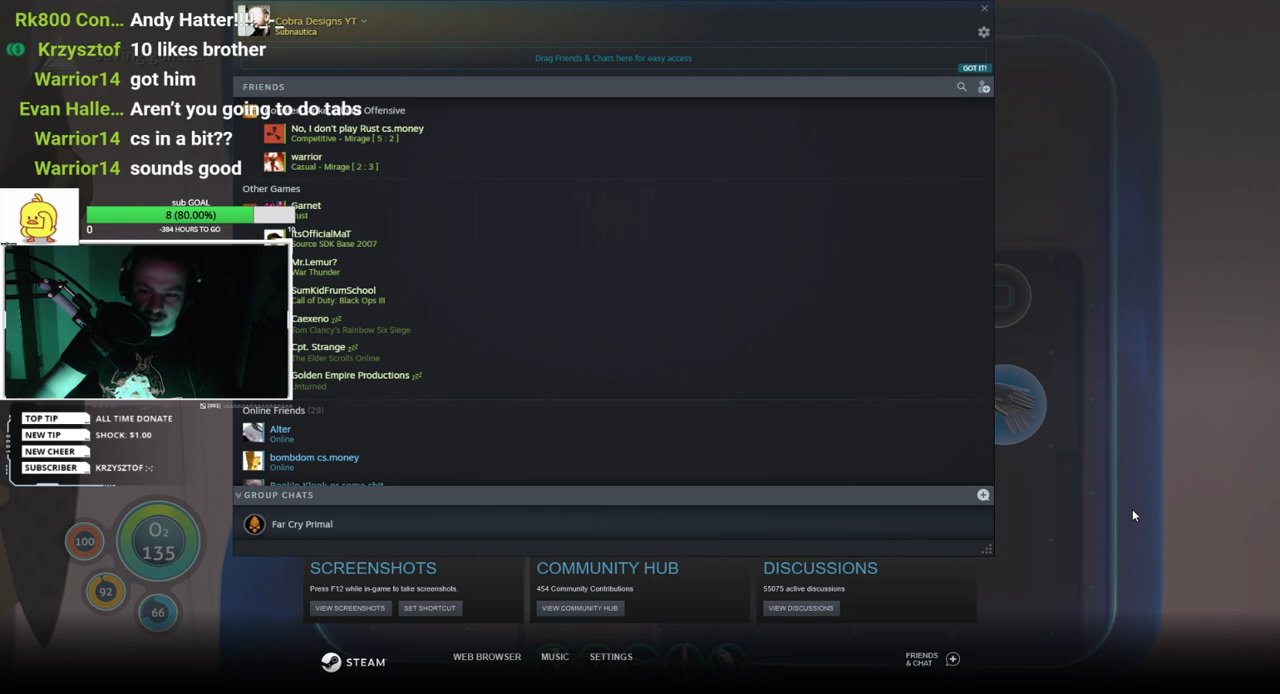 Rk800 Con... Andy Hatter!!!! -_-
Krzysztof 10 likes brother
Warrior14 got him
Evan Halle... Aren't you going to do tabs
Warrior14 cs in a bit??
Warrior14 sounds good
sub GOAL
8 (80.00%)
0
-384 HOURS TO GO
10
TOP TIP ALL TIME DONATE
NEW TIP SHOCK: $1.00
NEW CHEER
SUBSCRIBER KRZYSZTOF ;-;
O2
135
100
92
66
Cobra Designs YT
Subnautica
Drag Friends & Chats here for easy access
GOT IT!
FRIENDS
Offensive
No, I don't play Rust cs.money
Competitive - Mirage [ 5 : 2 ]
warrior
Casual - Mirage [ 2 : 3 ]
Other Games
Garnet
ust
ItsOfficialMaT
Source SDK Base 2007
Mr.Lemur?
War Thunder
SumKidFrumSchool
Call of Duty: Black Ops III
Caexeno zzz
Tom Clancy's Rainbow Six Siege
Cpt. Strange zzz
The Elder Scrolls Online
Golden Empire Productions zzz
Unturned
Online Friends (29)
Alter
Online
bombdom cs.money
Online
GROUP CHATS
Far Cry Primal
SCREENSHOTS
Press F12 while in-game to take screenshots.
VIEW SCREENSHOTS SET SHORTCUT
COMMUNITY HUB
454 Community Contributions
VIEW COMMUNITY HUB
DISCUSSIONS
55075 active discussions
VIEW DISCUSSIONS
STEAM
WEB BROWSER MUSIC SETTINGS
FRIENDS
& CHAT